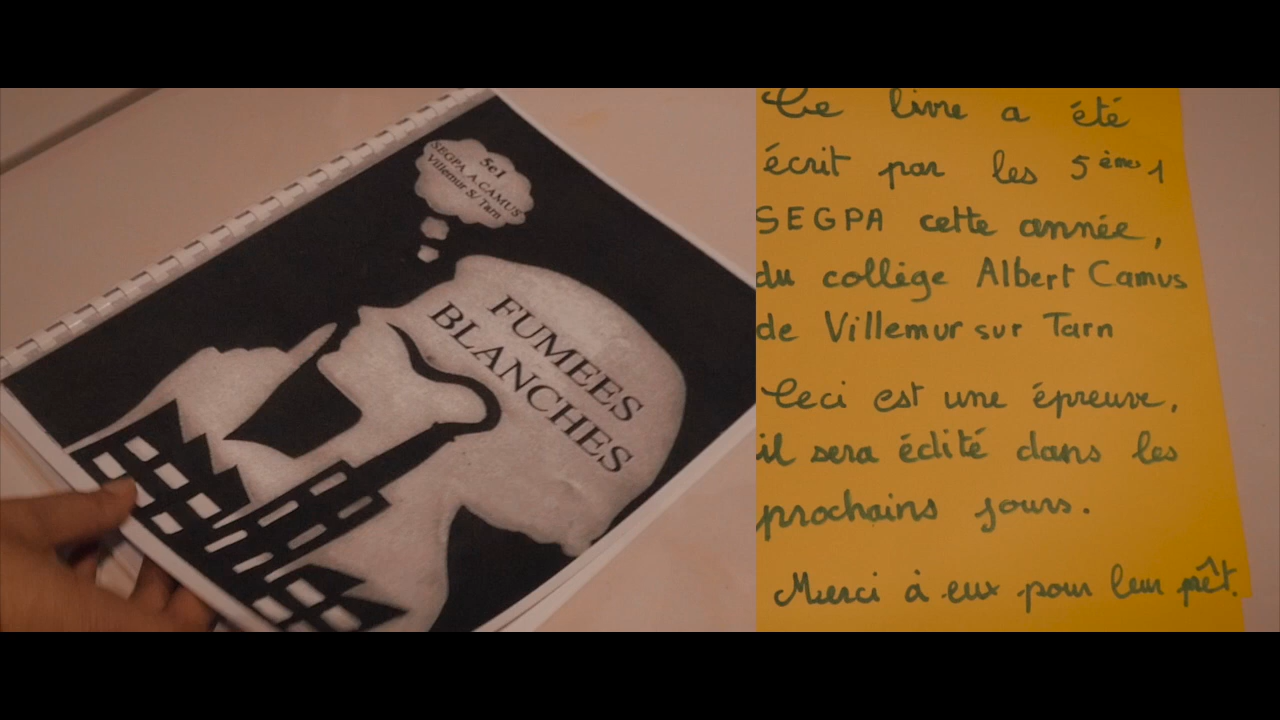 5e1
SEGPA A.CAMUS
Villemur S/ Tarn
FUMEES
BLANCHES
Ce livre a été
écrit par les 5ème 1
SEGPA cette année,
du collège Albert Camus
de Villemur sur Tarn
Ceci est une épreuve,
il sera édité dans les
prochains jours.
Merci à eux pour leur prêt.